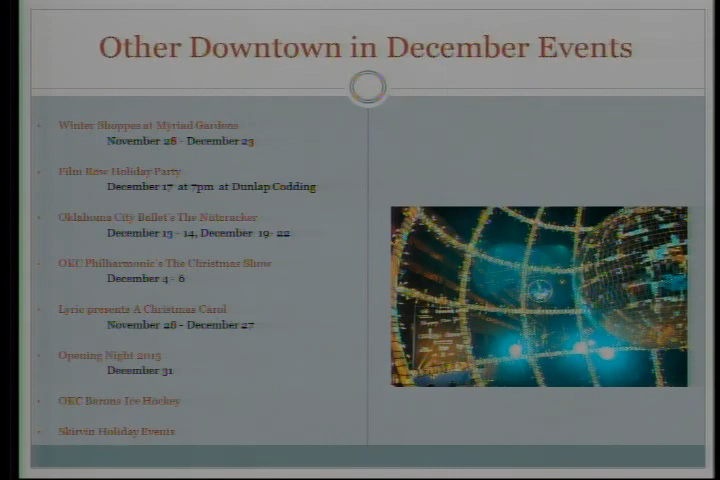 Other Downtown in December Events
Winter Shoppes at Myriad Gardens
November 28 - December 23
Film Row Holiday Party
December 17 at 7pm at Dunlap Codding
Oklahoma City Ballet's The Nutcracker
December 13 - 14, December 19- 22
OKC Philharmonic's The Christmas Show
December 4 - 6
Lyric presents A Christmas Carol
November 28 - December 27
Opening Night 2015
December 31
OKC Barons Ice Hockey
Skirvin Holiday Events